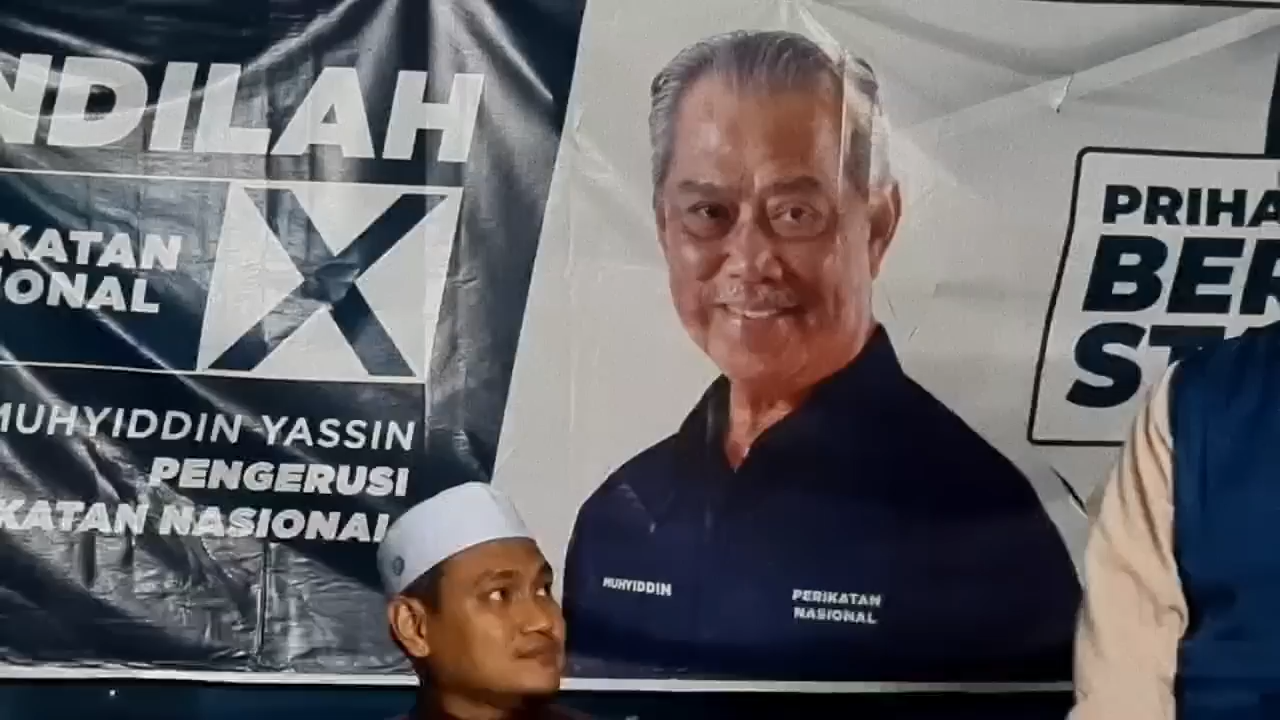 NDILAH
KATAN
IONAL
MUHYIDDIN YASSIN
PENGERUSI
KATAN NASIONAL
MUHYIDDIN
PERIKATAN
NASIONAL
PRIHA
BER
ST